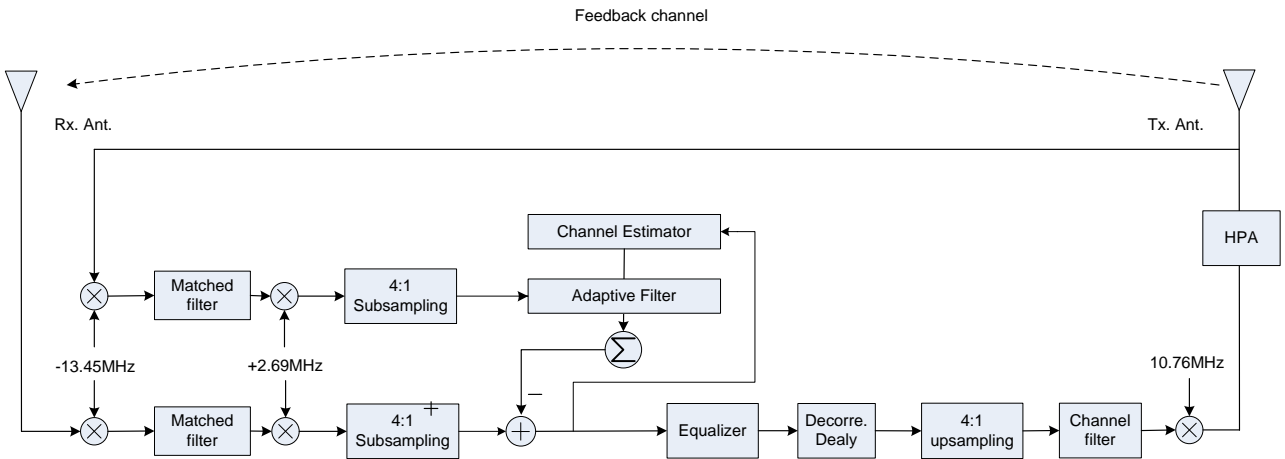 Feedback channel
Rx. Ant.
Tx. Ant.
HPA
Channel Estimator
Matched
filter
4:1
Subsampling
Adaptive Filter
Σ
-13.45MHz
+2.69MHz
10.76MHz
Matched
filter
4:1
Subsampling
+
−
Equalizer
Decorre.
Dealy
4:1
upsampling
Channel
filter